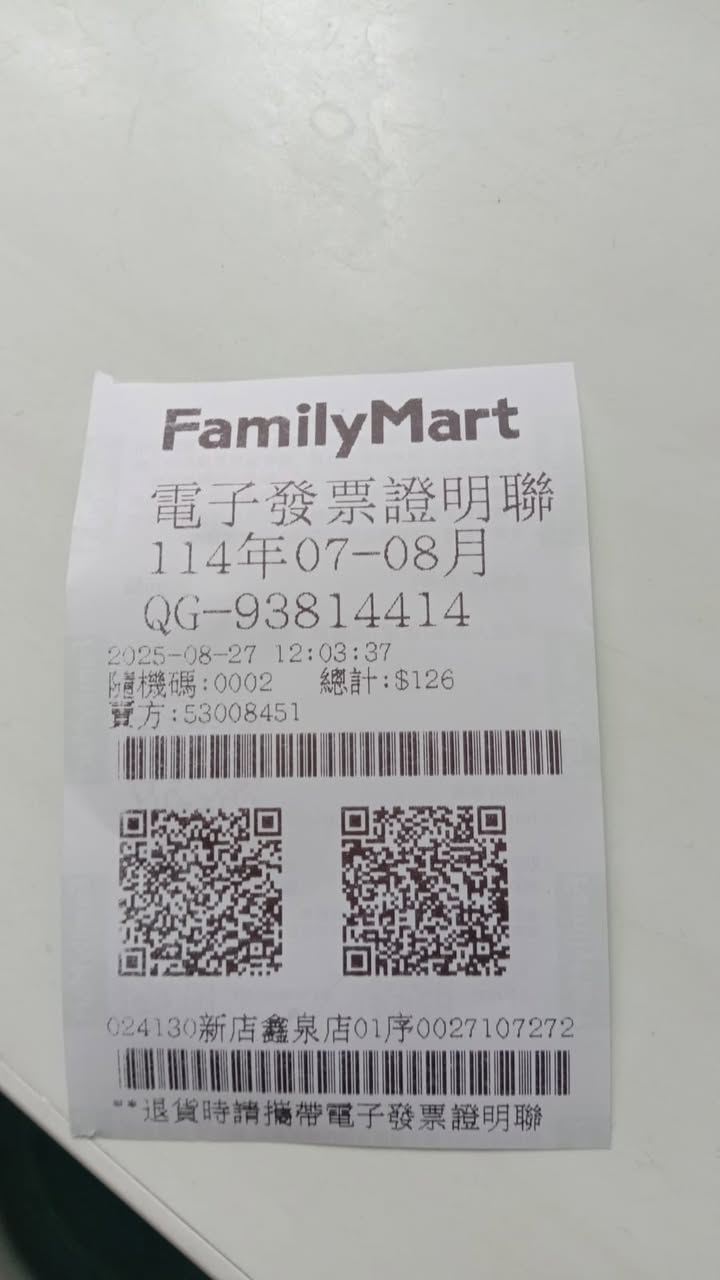 FamilyMart
電子發票證明聯
114年07-08月
QG-93814414
2025-08-27 12:03:37
隨機碼:0002 總計:$126
賣方:53008451
024130新店鑫泉店01序0027107272
**退貨時請攜帶電子發票證明聯